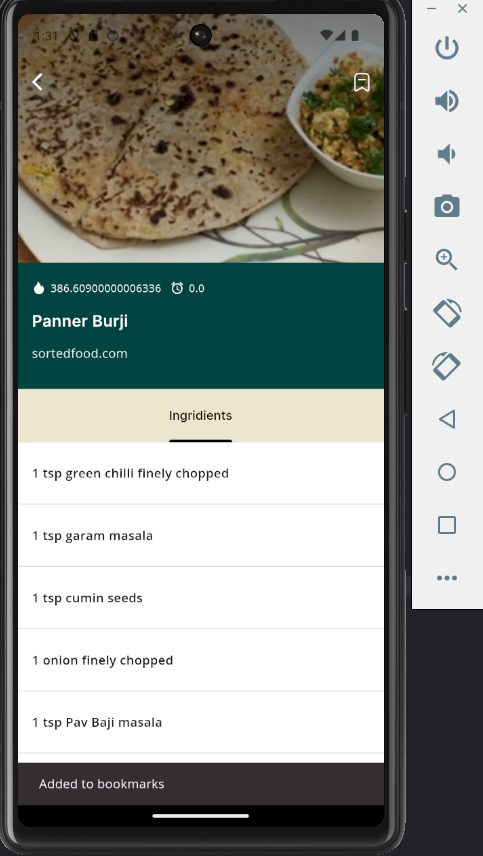 1:31
386.60900000006336 0.0
Panner Burji
sortedfood.com
Ingridients
1 tsp green chilli finely chopped
1 tsp garam masala
1 tsp cumin seeds
1 onion finely chopped
1 tsp Pav Baji masala
Added to bookmarks